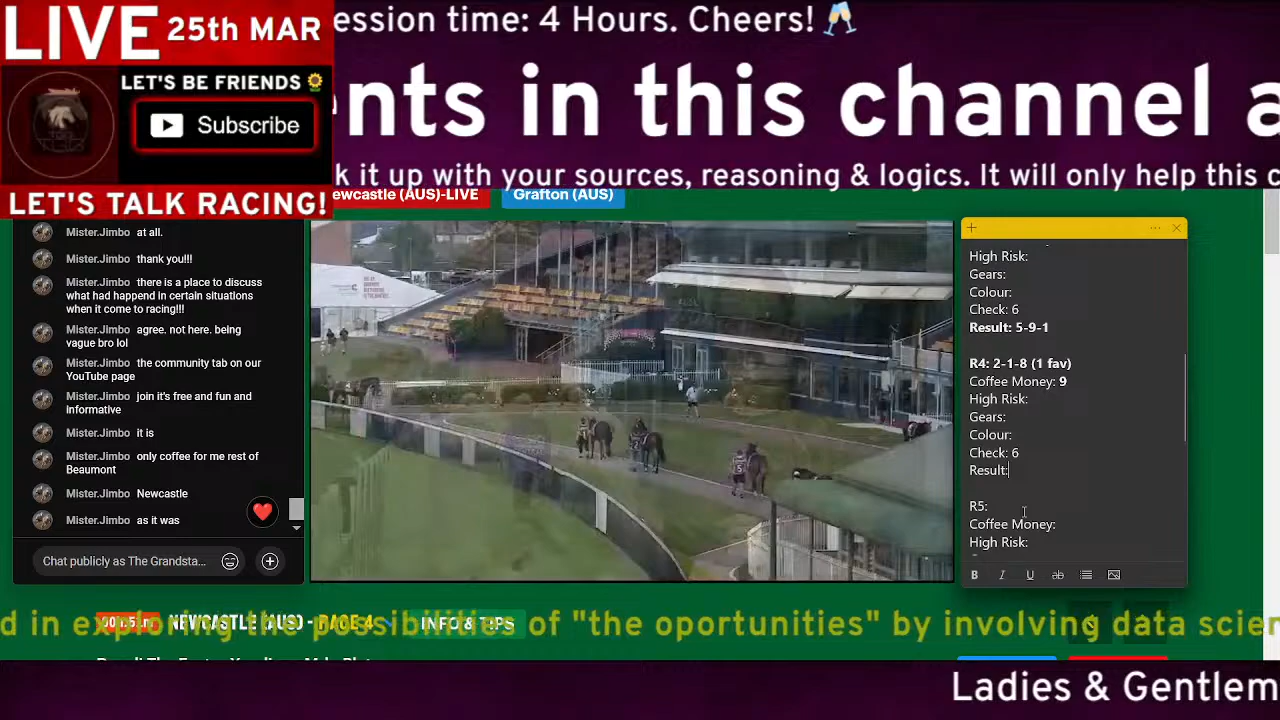 LIVE 25th MAR
LET'S BE FRIENDS
Subscribe
LET'S TALK RACING!
ession time: 4 Hours. Cheers!
nts in this channel a
k it up with your sources, reasoning & logics. It will only help this c
ewcastle (AUS)-LIVE
Grafton (AUS)
Mister.Jimbo at all.
Mister.Jimbo thank you!!!
Mister.Jimbo there is a place to discuss
what had happend in certain situations
when it come to racing!!!
Mister.Jimbo agree. not here. being
vague bro lol
Mister.Jimbo the community tab on our
YouTube page
Mister.Jimbo join it's free and fun and
informative
Mister.Jimbo it is
Mister.Jimbo only coffee for me rest of
Beaumont
Mister.Jimbo Newcastle
Mister.Jimbo as it was
Chat publicly as The Grandsta...
High Risk:
Gears:
Colour:
Check: 6
Result: 5-9-1
R4: 2-1-8 (1 fav)
Coffee Money: 9
High Risk:
Gears:
Colour:
Check: 6
Result:
R5:
Coffee Money:
High Risk:
B I U ab
NEWCASTLE (AUS) - RACE 4
INFO & TIPS
d in exploring the possibilities of "the oportunities" by involving data scien
Ladies & Gentlem